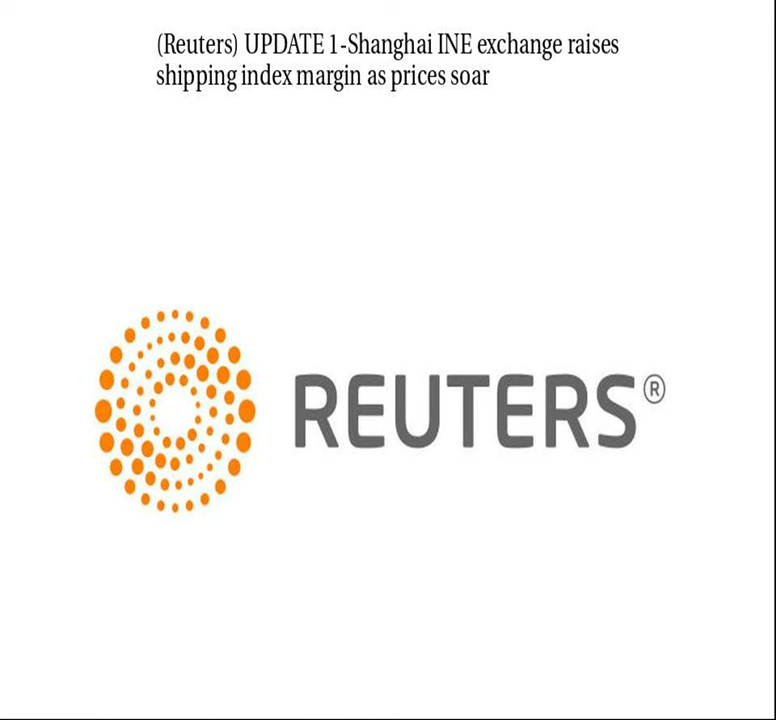 (Reuters) UPDATE 1-Shanghai INE exchange raises
shipping index margin as prices soar
REUTERS®